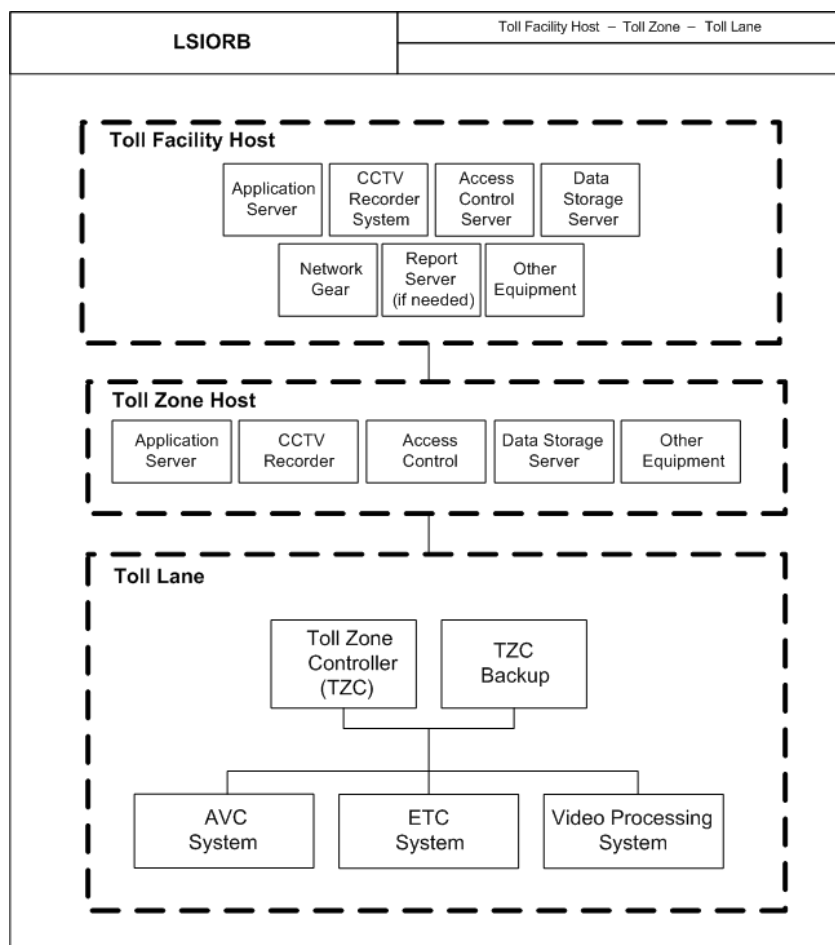 LSIORB
Toll Facility Host – Toll Zone – Toll Lane
Toll Facility Host
Application
Server
CCTV
Recorder
System
Access
Control
Server
Data
Storage
Server
Network
Gear
Report
Server
(if needed)
Other
Equipment
Toll Zone Host
Application
Server
CCTV
Recorder
Access
Control
Data Storage
Server
Other
Equipment
Toll Lane
Toll Zone
Controller
(TZC)
TZC
Backup
AVC
System
ETC
System
Video Processing
System